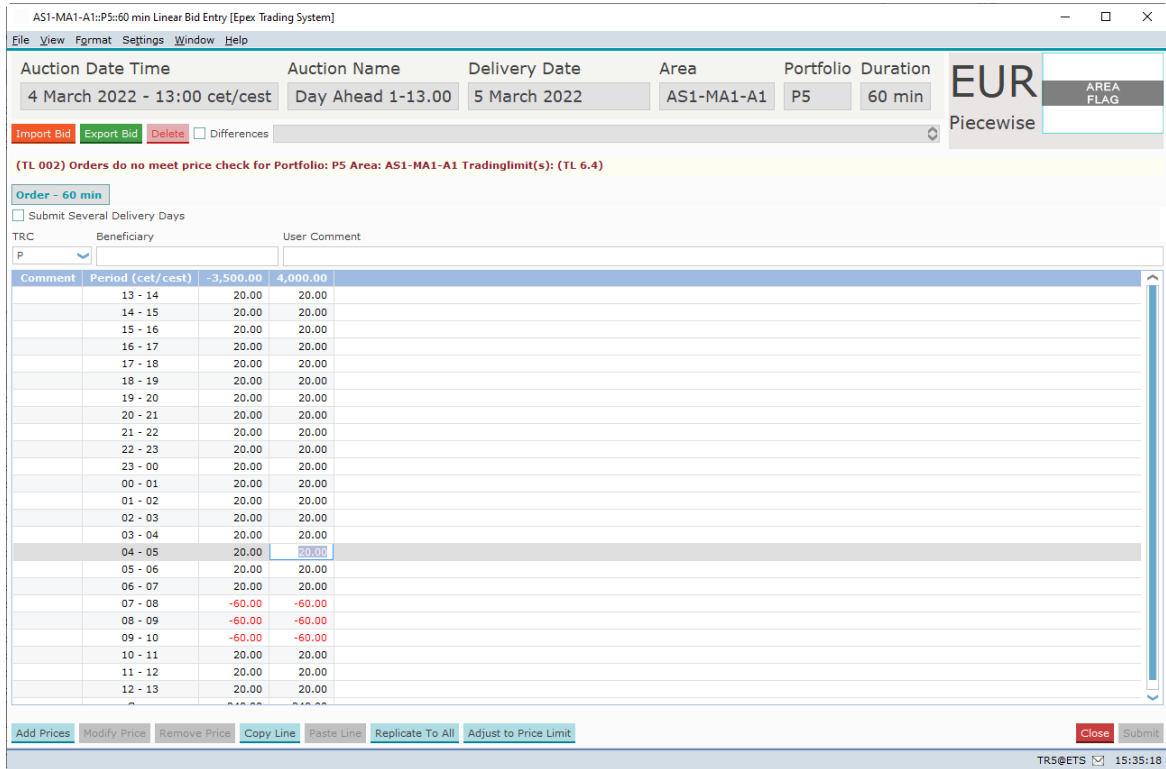 AS1-MA1-A1::P5::60 min Linear Bid Entry [Epex Trading System]
File View Format Settings Window Help
Auction Date Time Auction Name Delivery Date Area Portfolio Duration
4 March 2022 - 13:00 cet/cest Day Ahead 1-13.00 5 March 2022 AS1-MA1-A1 P5 60 min
EUR
Piecewise
AREA
FLAG
Import Bid Export Bid Delete Differences
(TL 002) Orders do no meet price check for Portfolio: P5 Area: AS1-MA1-A1 Tradinglimit(s): (TL 6.4)
Order - 60 min
Submit Several Delivery Days
TRC Beneficiary User Comment
P
Comment Period (cet/cest) -3,500.00 4,000.00
13 - 14 20.00 20.00
14 - 15 20.00 20.00
15 - 16 20.00 20.00
16 - 17 20.00 20.00
17 - 18 20.00 20.00
18 - 19 20.00 20.00
19 - 20 20.00 20.00
20 - 21 20.00 20.00
21 - 22 20.00 20.00
22 - 23 20.00 20.00
23 - 00 20.00 20.00
00 - 01 20.00 20.00
01 - 02 20.00 20.00
02 - 03 20.00 20.00
03 - 04 20.00 20.00
04 - 05 20.00 20.00
05 - 06 20.00 20.00
06 - 07 20.00 20.00
07 - 08 -60.00 -60.00
08 - 09 -60.00 -60.00
09 - 10 -60.00 -60.00
10 - 11 20.00 20.00
11 - 12 20.00 20.00
12 - 13 20.00 20.00
Add Prices Modify Price Remove Price Copy Line Paste Line Replicate To All Adjust to Price Limit Close Submit
TR5@ETS 15:35:18